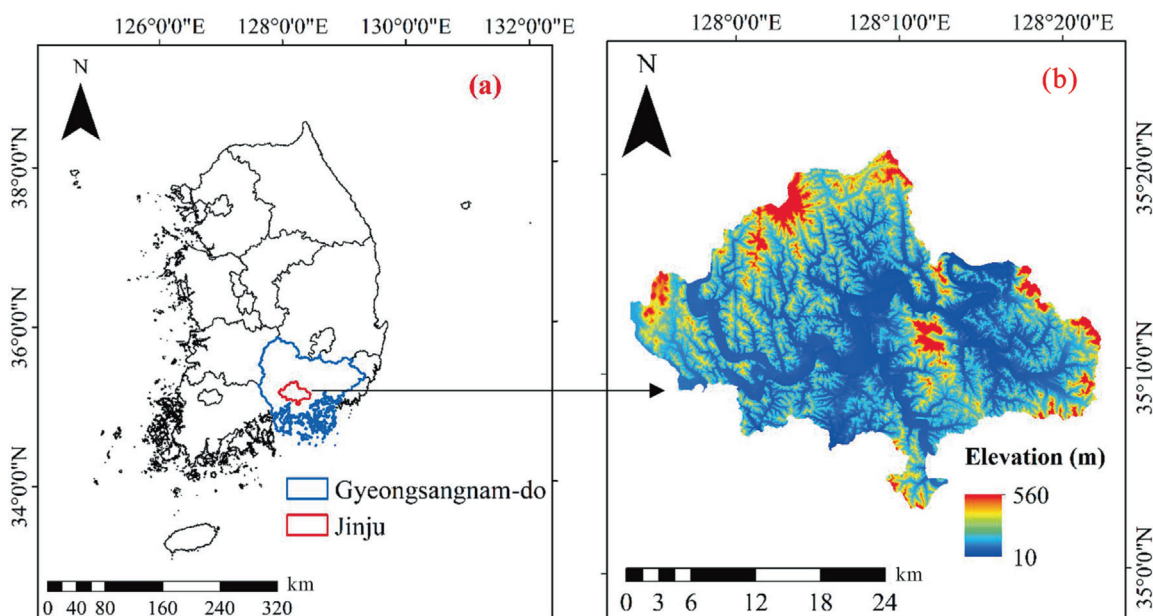 126°0'0"E 128°0'0"E 130°0'0"E 132°0'0"E
N
(a)
38°0'0"N
36°0'0"N
34°0'0"N
Gyeongsangnam-do
Jinju
km
0 40 80 160 240 320
128°0'0"E 128°10'0"E 128°20'0"E
N
(b)
35°20'0"N
35°10'0"N
35°0'0"N
Elevation (m)
560
10
km
0 3 6 12 18 24